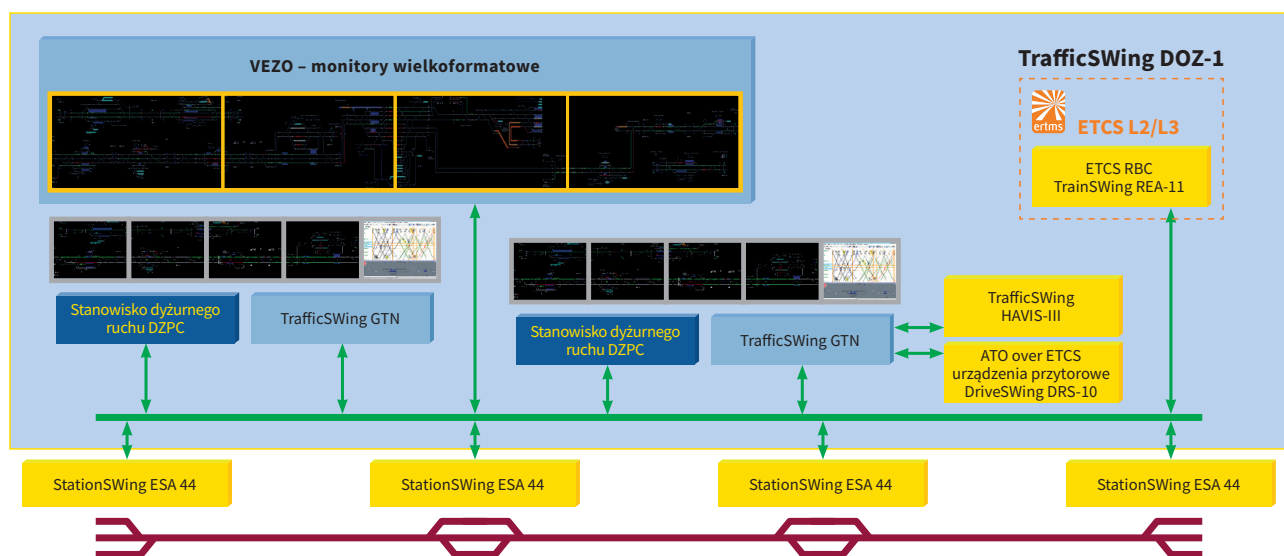 VEZO – monitory wielkoformatowe
TrafficSWing DOZ-1
ertms
ETCS L2/L3
ETCS RBC
TrainSWing REA-11
Stanowisko dyżurnego
ruchu DZPC
TrafficSWing GTN
Stanowisko dyżurnego
ruchu DZPC
TrafficSWing GTN
TrafficSWing
HAVIS-III
ATO over ETCS
urządzenia przytorowe
DriveSWing DRS-10
StationSWing ESA 44
StationSWing ESA 44
StationSWing ESA 44
StationSWing ESA 44